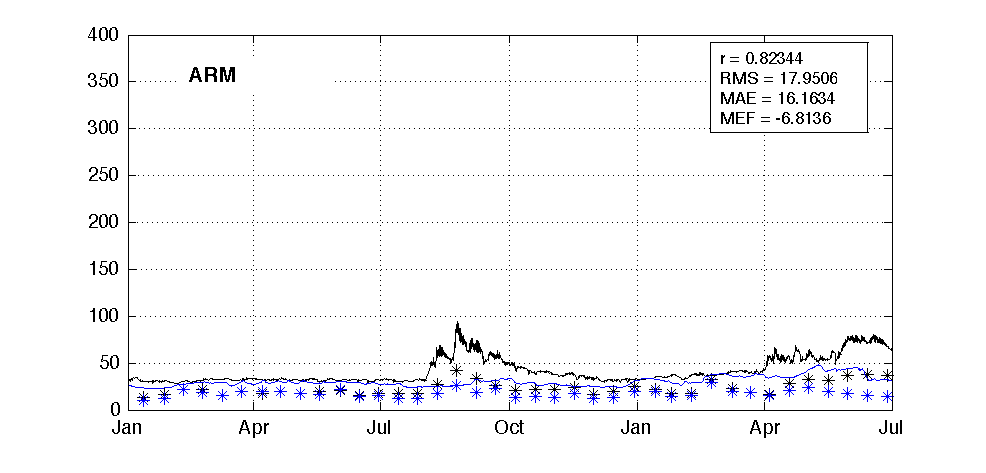 400
350
300
250
200
150
100
50
0
ARM
r = 0.82344
RMS = 17.9506
MAE = 16.1634
MEF = -6.8136
Jan Apr Jul Oct Jan Apr Jul